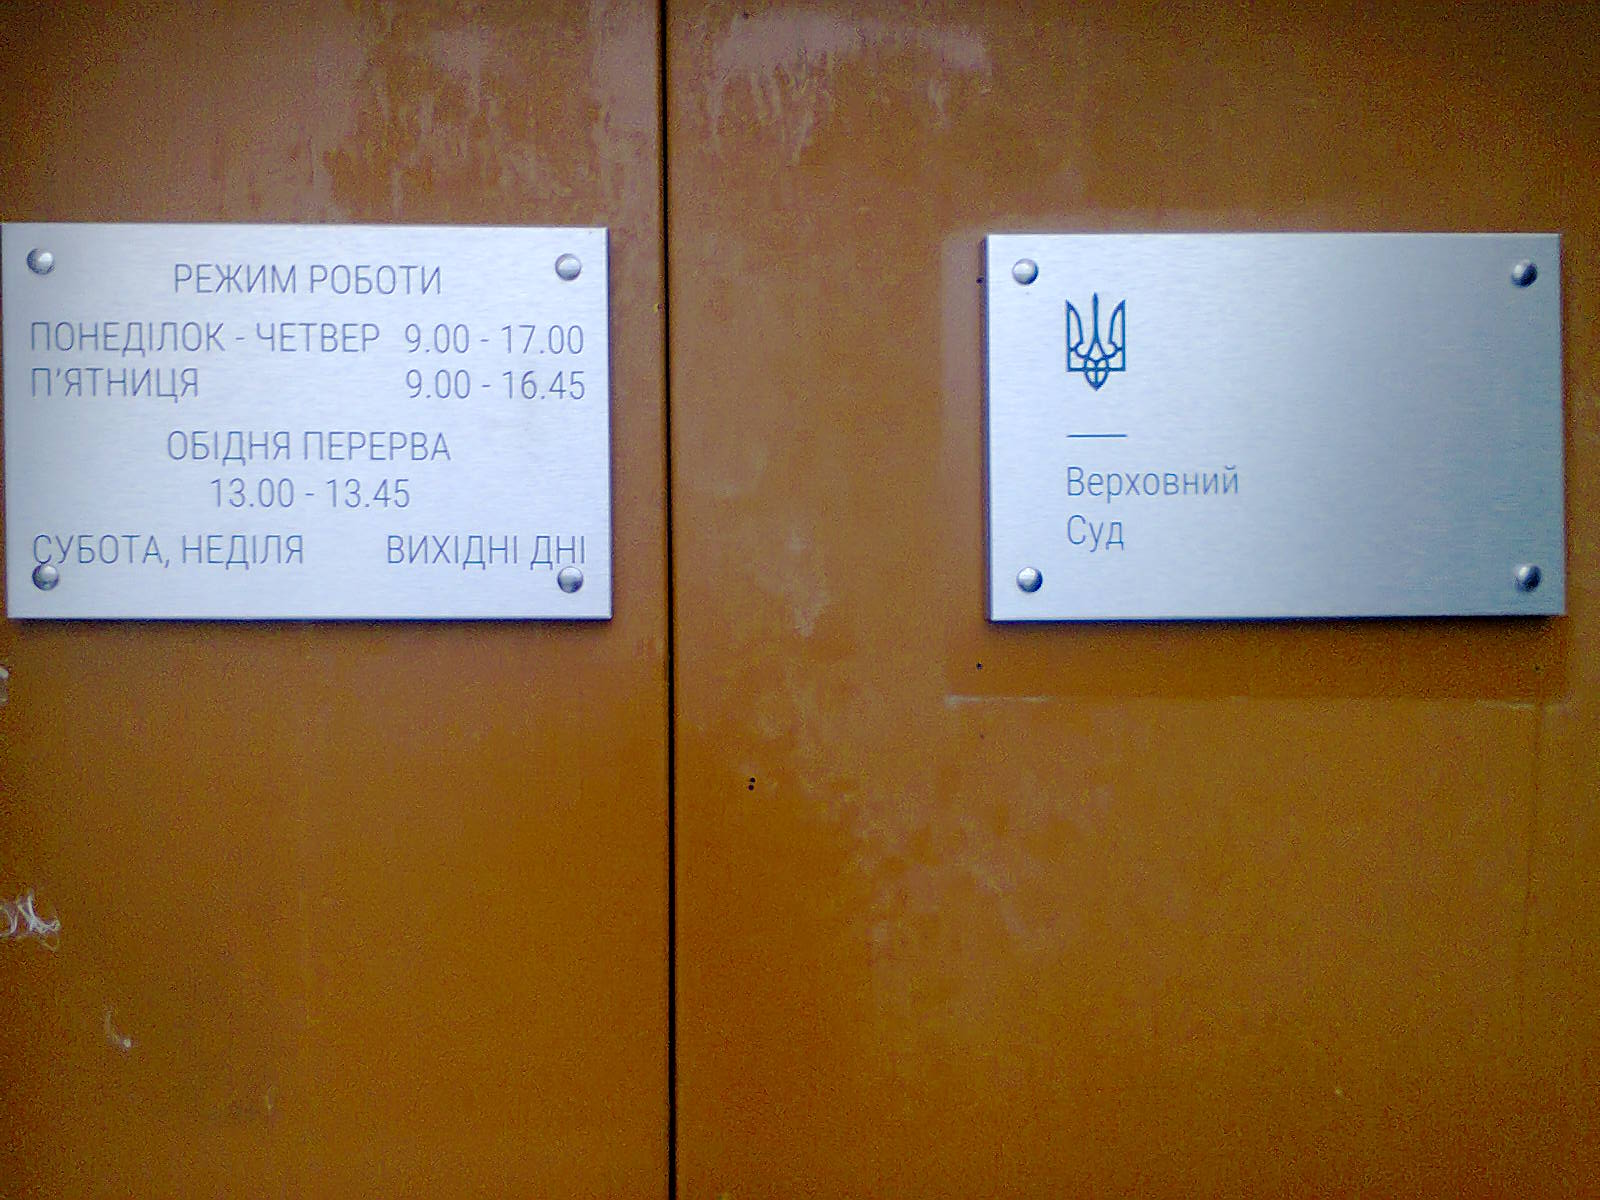 РЕЖИМ РОБОТИ
ПОНЕДІЛОК - ЧЕТВЕР 9.00 - 17.00
П'ЯТНИЦЯ 9.00 - 16.45
ОБІДНЯ ПЕРЕРВА
13.00 - 13.45
СУБОТА, НЕДІЛЯ ВИХІДНІ ДНІ
Верховний
Суд